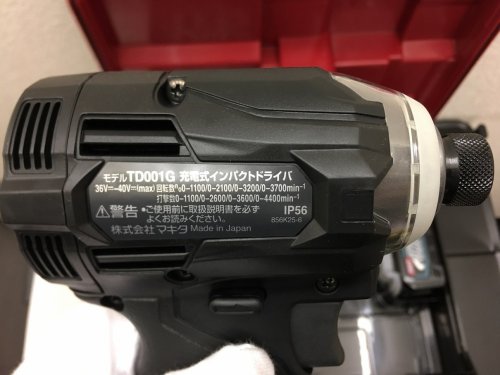 モデルTD001G 充電式インパクトドライバ
36V⎓-40V⎓(max) 回転数n₀0-1100/0-2100/0-3200/0-3700min⁻¹
打撃数0-1100/0-2600/0-3600/0-4400min⁻¹
⚠警告 ・ご使用前に取扱説明書を必ず
よくお読みください。
IP56
856K25-6
株式会社 マキタ Made in Japan